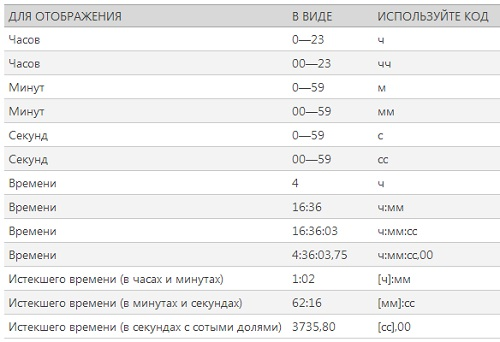 ДЛЯ ОТОБРАЖЕНИЯ В ВИДЕ ИСПОЛЬЗУЙТЕ КОД
Часов 0—23 ч
Часов 00—23 чч
Минут 0—59 м
Минут 00—59 мм
Секунд 0—59 с
Секунд 00—59 сс
Времени 4 ч
Времени 16:36 ч:мм
Времени 16:36:03 ч:мм:сс
Времени 4:36:03,75 ч:мм:сс,00
Истекшего времени (в часах и минутах) 1:02 [ч]:мм
Истекшего времени (в минутах и секундах) 62:16 [мм]:сс
Истекшего времени (в секундах с сотыми долями) 3735,80 [сс],00